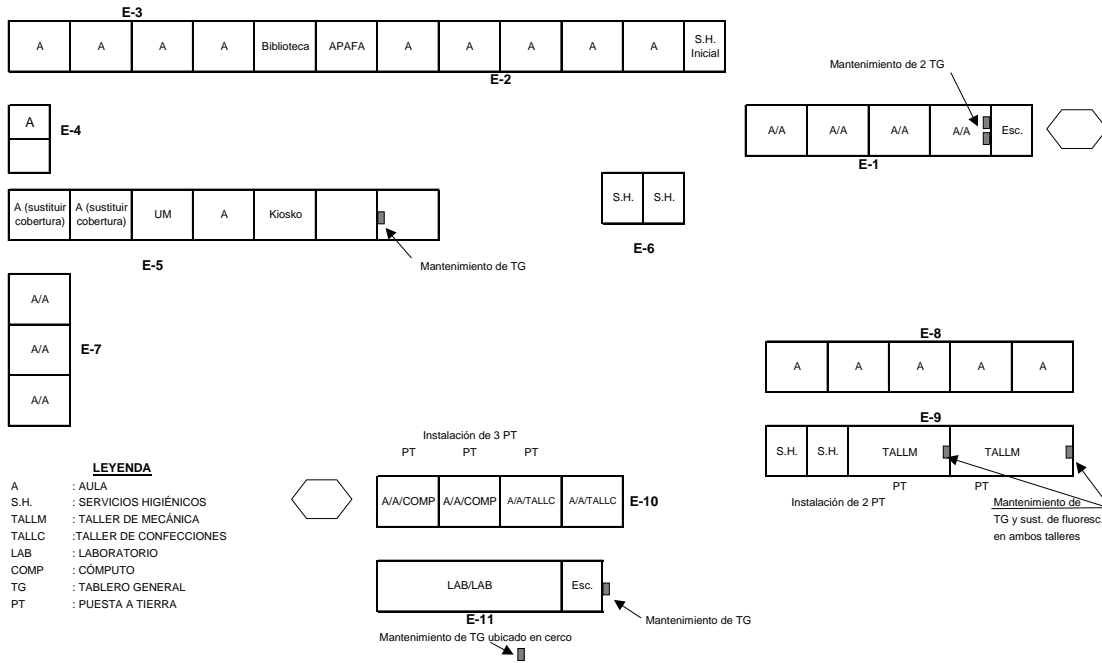 E-3
A A A A Biblioteca APAFA A A A A A S.H.
Inicial
E-2
Mantenimiento de 2 TG
A/A A/A A/A A/A Esc.
E-1
A
E-4
S.H. S.H.
E-6
A (sustituir
cobertura)
A (sustituir
cobertura)
UM A Kiosko
E-5
Mantenimiento de TG
A/A
A/A
A/A
E-7
E-8
A A A A A
E-9
S.H. S.H. TALLM TALLM
Instalación de 2 PT
PT PT
Mantenimiento de
TG y sust. de fluoresc.
en ambos talleres
Instalación de 3 PT
PT PT PT
A/A/COMP A/A/COMP A/A/TALLC A/A/TALLC
E-10
LAB/LAB Esc.
E-11
Mantenimiento de TG
Mantenimiento de TG ubicado en cerco
LEYENDA
A : AULA
S.H. : SERVICIOS HIGIÉNICOS
TALLM : TALLER DE MECÁNICA
TALLC :TALLER DE CONFECCIONES
LAB : LABORATORIO
COMP : CÓMPUTO
TG : TABLERO GENERAL
PT : PUESTA A TIERRA